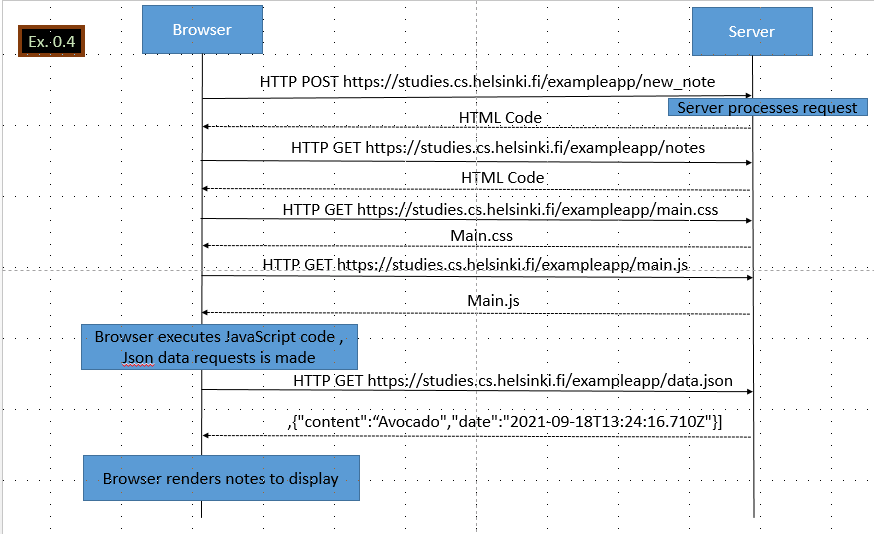 Ex. 0.4
Browser
Server
HTTP POST https://studies.cs.helsinki.fi/exampleapp/new_note
Server processes request
HTML Code
HTTP GET https://studies.cs.helsinki.fi/exampleapp/notes
HTML Code
HTTP GET https://studies.cs.helsinki.fi/exampleapp/main.css
Main.css
HTTP GET https://studies.cs.helsinki.fi/exampleapp/main.js
Main.js
Browser executes JavaScript code ,
Json data requests is made
HTTP GET https://studies.cs.helsinki.fi/exampleapp/data.json
,{"content":“Avocado","date":"2021-09-18T13:24:16.710Z"}]
Browser renders notes to display